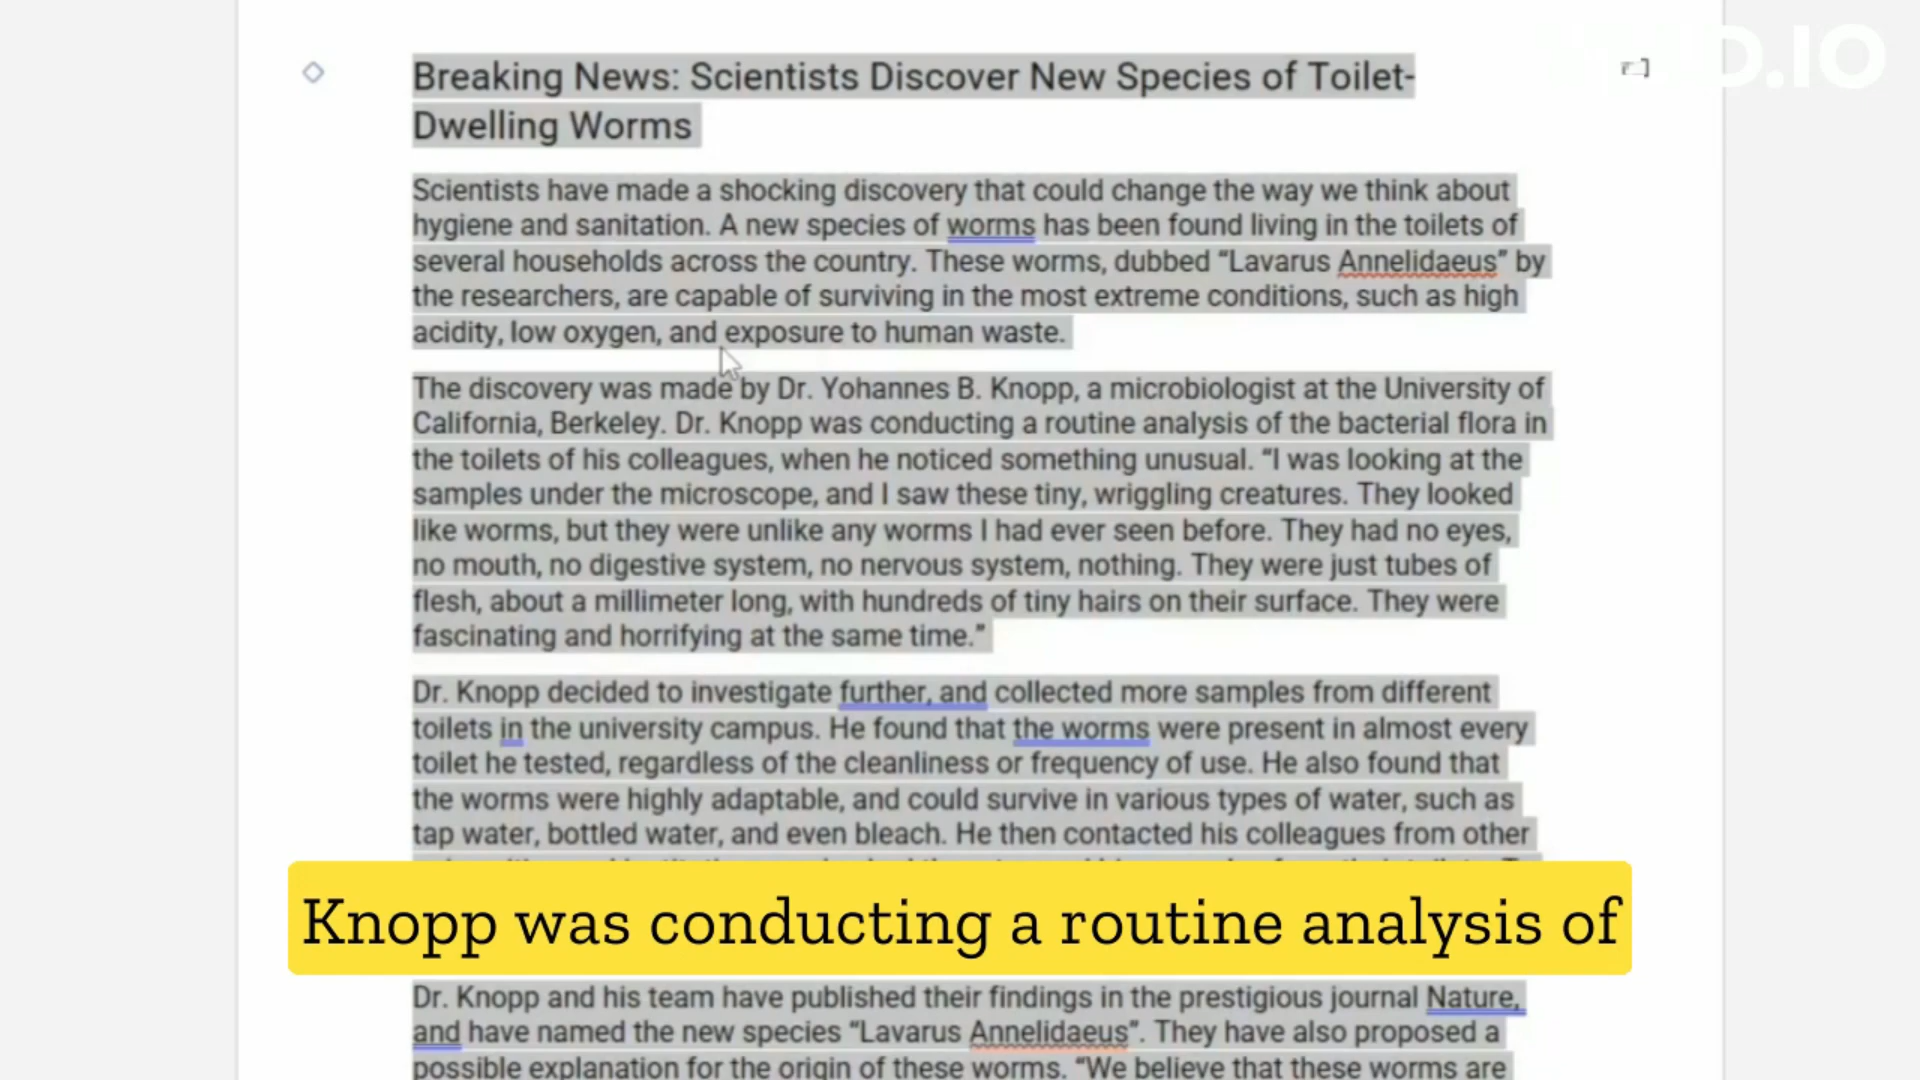 D.IO
Breaking News: Scientists Discover New Species of Toilet-
Dwelling Worms
Scientists have made a shocking discovery that could change the way we think about
hygiene and sanitation. A new species of worms has been found living in the toilets of
several households across the country. These worms, dubbed “Lavarus Annelidaeus” by
the researchers, are capable of surviving in the most extreme conditions, such as high
acidity, low oxygen, and exposure to human waste.
The discovery was made by Dr. Yohannes B. Knopp, a microbiologist at the University of
California, Berkeley. Dr. Knopp was conducting a routine analysis of the bacterial flora in
the toilets of his colleagues, when he noticed something unusual. “I was looking at the
samples under the microscope, and I saw these tiny, wriggling creatures. They looked
like worms, but they were unlike any worms I had ever seen before. They had no eyes,
no mouth, no digestive system, no nervous system, nothing. They were just tubes of
flesh, about a millimeter long, with hundreds of tiny hairs on their surface. They were
fascinating and horrifying at the same time.”
Dr. Knopp decided to investigate further, and collected more samples from different
toilets in the university campus. He found that the worms were present in almost every
toilet he tested, regardless of the cleanliness or frequency of use. He also found that
the worms were highly adaptable, and could survive in various types of water, such as
tap water, bottled water, and even bleach. He then contacted his colleagues from other
Knopp was conducting a routine analysis of
Dr. Knopp and his team have published their findings in the prestigious journal Nature,
and have named the new species “Lavarus Annelidaeus”. They have also proposed a
possible explanation for the origin of these worms. “We believe that these worms are